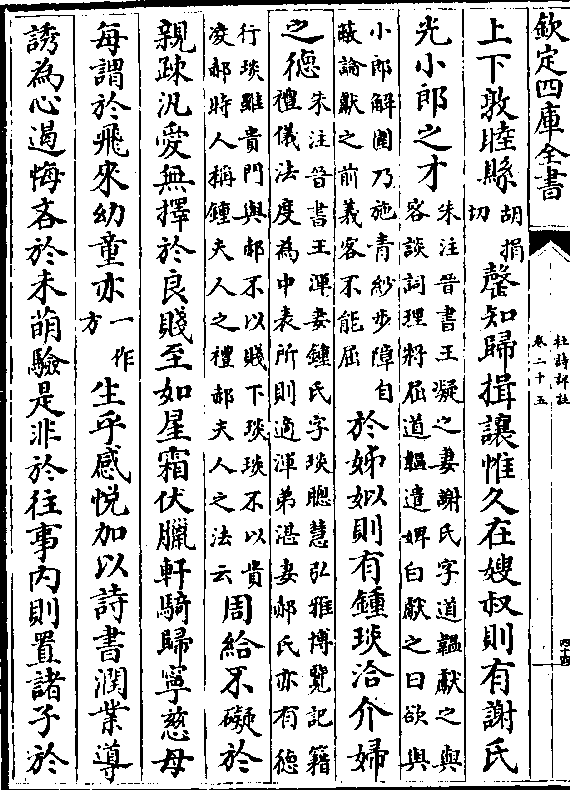 欽定四庫全書
杜詩詳註
卷二十五
上下敦睦縣
胡捐
切
罄知歸揖讓惟久在嫂叔則有謝氏
光小郎之才
朱注晉書王凝之妻謝氏字道韞獻之與
客談詞理將屈道韞遣婢白獻之曰欲與
小郎解圍乃施青紗步障自
蔽論獻之前義客不能屈
於娣姒則有鍾琰洽介婦
之德
朱注晉書王渾妻鍾氏字琰聰慧弘雅博覽記籍
禮儀法度為中表所則適渾弟湛妻郝氏亦有德
行琰雖貴門與郝不以賤下琰琰不以貴
凌郝時人稱鍾夫人之禮郝夫人之法云
周給不礙於
親疎汎愛無擇於良賤至如星霜伏臘軒騎歸寧慈母
每謂於飛來幼童亦
一作
方
生乎感悅加以詩書潤業導
誘為心遏悔吝於未萌驗是非於往事內則置諸子於